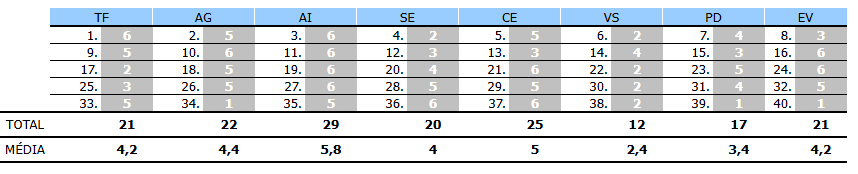 TF AG AI SE CE VS PD EV
1. 6 2. 5 3. 6 4. 2 5. 5 6. 2 7. 4 8. 3
9. 5 10. 6 11. 6 12. 3 13. 3 14. 4 15. 3 16. 6
17. 2 18. 5 19. 6 20. 4 21. 6 22. 2 23. 5 24. 6
25. 3 26. 5 27. 6 28. 5 29. 5 30. 2 31. 4 32. 5
33. 5 34. 1 35. 5 36. 6 37. 6 38. 2 39. 1 40. 1
TOTAL 21 22 29 20 25 12 17 21
MÉDIA 4,2 4,4 5,8 4 5 2,4 3,4 4,2